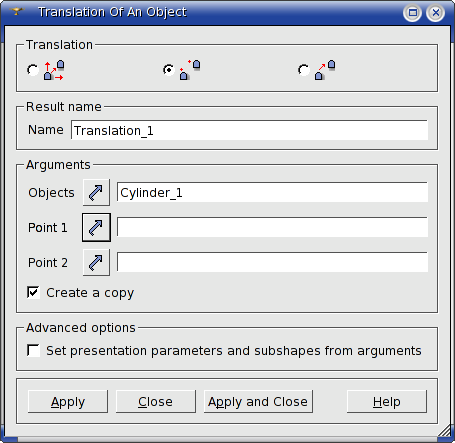 Translation Of An Object
Translation
Result name
Name Translation_1
Arguments
Objects Cylinder_1
Point 1
Point 2
Create a copy
Advanced options
Set presentation parameters and subshapes from arguments
Apply Close Apply and Close Help